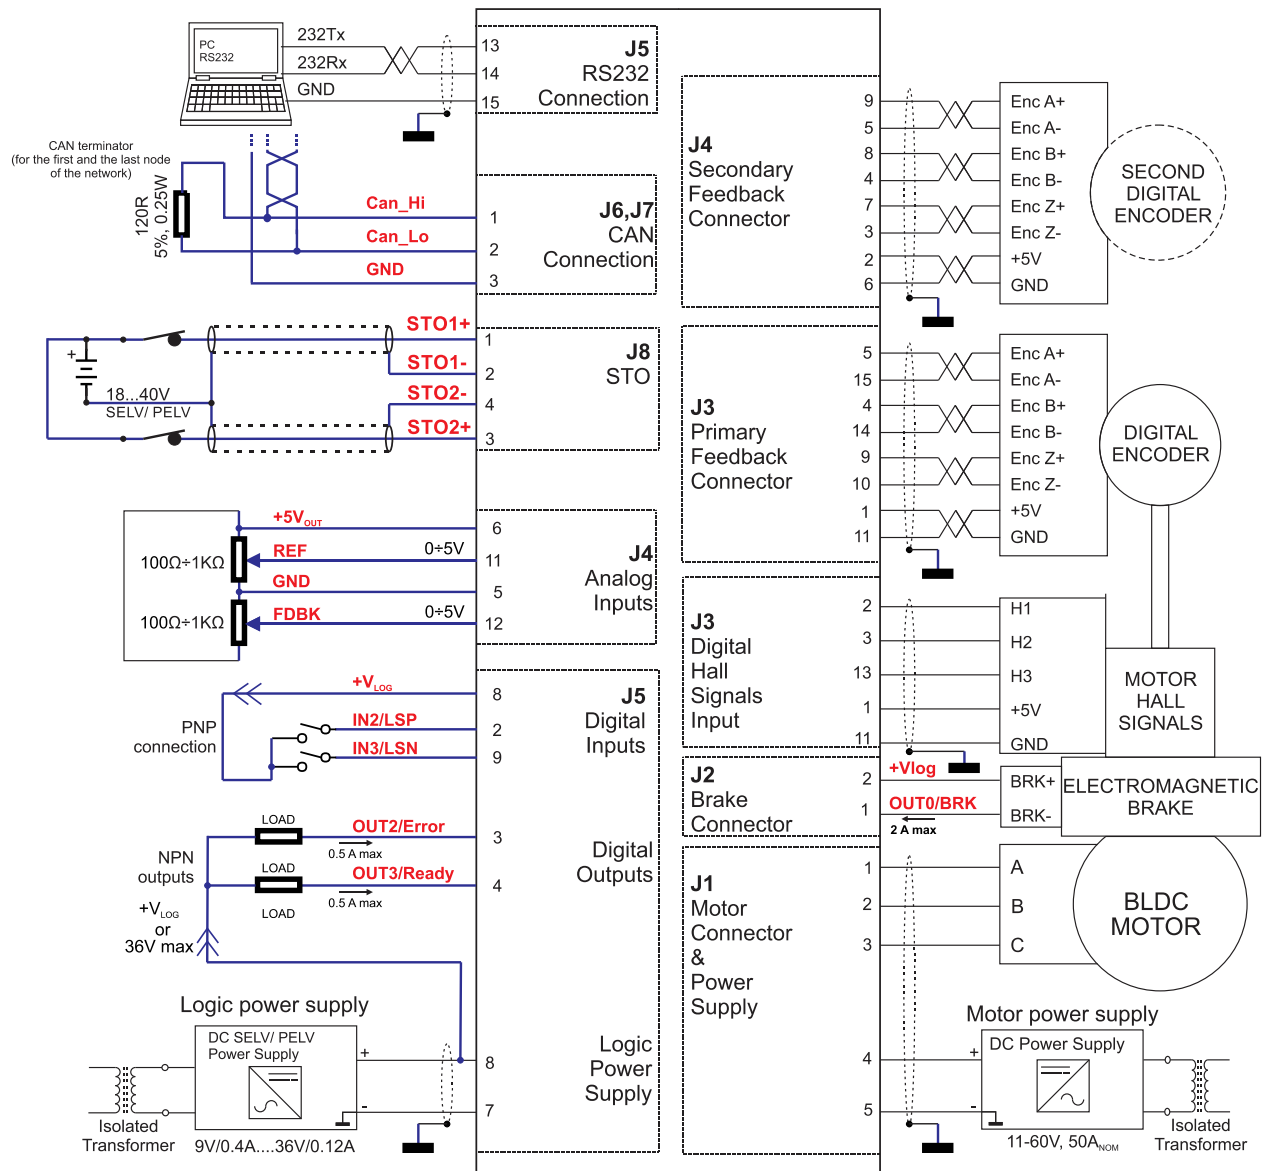 PC
RS232
232Tx
232Rx
GND
13
14
15
J5
RS232
Connection
CAN terminator
(for the first and the last node
of the network)
120R
5%, 0.25W
Can_Hi
Can_Lo
GND
1
2
3
J6,J7
CAN
Connection
STO1+
STO1-
STO2-
STO2+
1
2
4
3
J8
STO
+
18...40V
SELV/ PELV
+5VOUT
REF
0÷5V
GND
FDBK
0÷5V
100Ω÷1KΩ
100Ω÷1KΩ
6
11
5
12
J4
Analog
Inputs
+VLOG
IN2/LSP
IN3/LSN
PNP
connection
8
2
9
J5
Digital
Inputs
LOAD
OUT2/Error
0.5 A max
LOAD
OUT3/Ready
0.5 A max
LOAD
NPN
outputs
+VLOG
or
36V max
3
4
Digital
Outputs
Logic power supply
DC SELV/ PELV
Power Supply
+
-
8
7
Logic
Power
Supply
Isolated
Transformer
9V/0.4A....36V/0.12A
J4
Secondary
Feedback
Connector
9
5
8
4
7
3
2
6
Enc A+
Enc A-
Enc B+
Enc B-
Enc Z+
Enc Z-
+5V
GND
SECOND
DIGITAL
ENCODER
J3
Primary
Feedback
Connector
5
15
4
14
9
10
1
11
Enc A+
Enc A-
Enc B+
Enc B-
Enc Z+
Enc Z-
+5V
GND
DIGITAL
ENCODER
J3
Digital
Hall
Signals
Input
2
3
13
1
11
H1
H2
H3
+5V
GND
MOTOR
HALL
SIGNALS
J2
Brake
Connector
2
1
+Vlog
OUT0/BRK
2 A max
BRK+
BRK-
ELECTROMAGNETIC
BRAKE
J1
Motor
Connector
&
Power
Supply
1
2
3
4
5
A
B
C
BLDC
MOTOR
Motor power supply
DC Power Supply
+
-
11-60V, 50ANOM
Isolated
Transformer